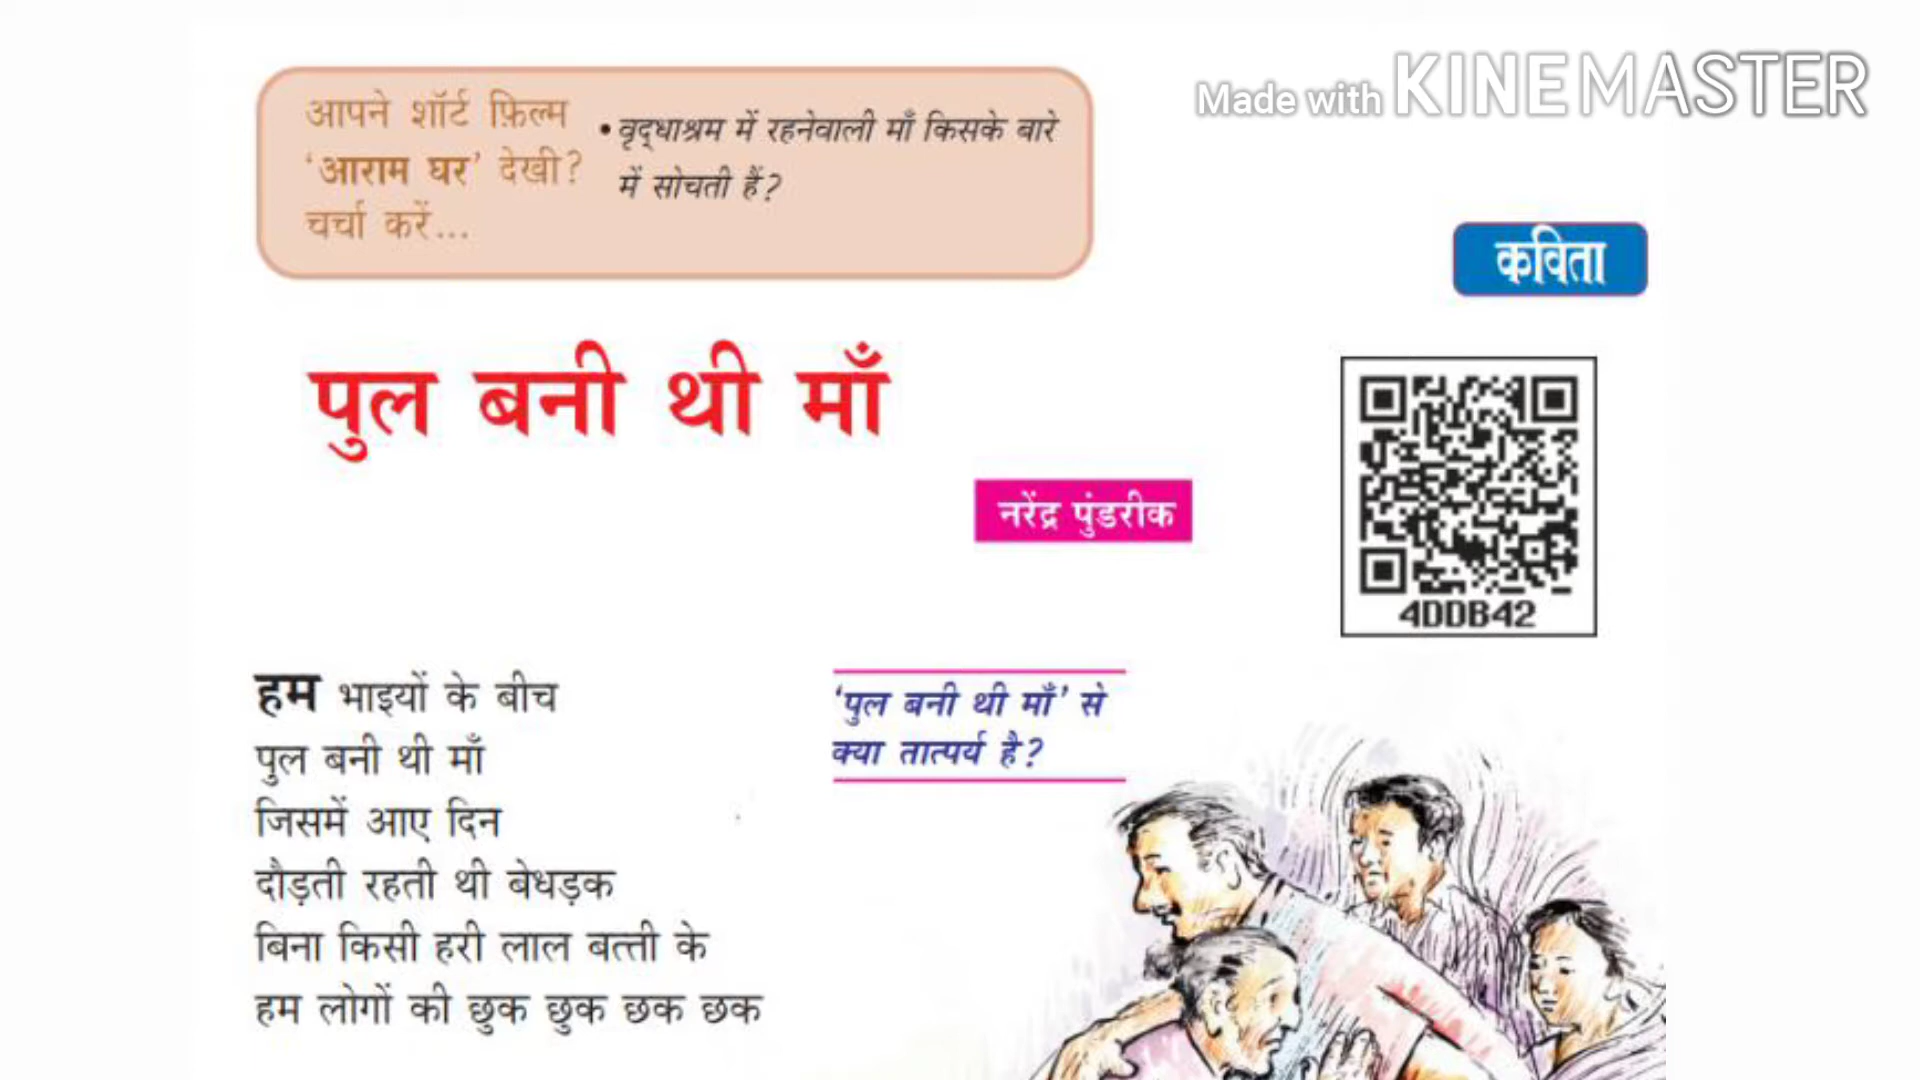 Made with KINEMASTER
आपने शॉर्ट फ़िल्म
‘आराम घर’ देखी?
चर्चा करें...
• वृद्धाश्रम में रहनेवाली माँ किसके बारे
में सोचती हैं?
कविता
पुल बनी थी माँ
नरेंद्र पुंडरीक
4DDB42
हम भाइयों के बीच
पुल बनी थी माँ
जिसमें आए दिन
दौड़ती रहती थी बेधड़क
बिना किसी हरी लाल बत्ती के
हम लोगों की छुक छुक छक छक
‘पुल बनी थी माँ’ से
क्या तात्पर्य है?